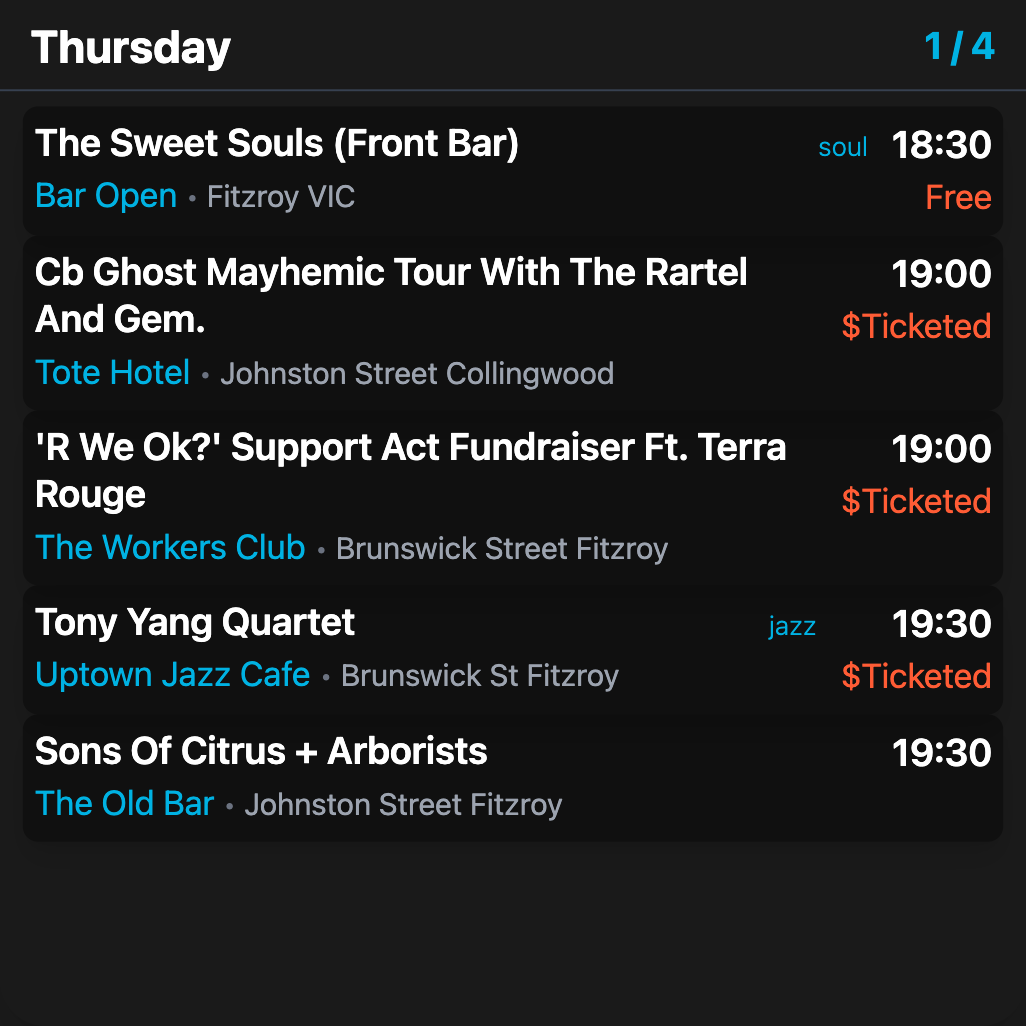 Thursday 1 / 4
The Sweet Souls (Front Bar) soul 18:30
Bar Open • Fitzroy VIC Free
Cb Ghost Mayhemic Tour With The Rartel 19:00
And Gem. $Ticketed
Tote Hotel • Johnston Street Collingwood
'R We Ok?' Support Act Fundraiser Ft. Terra 19:00
Rouge $Ticketed
The Workers Club • Brunswick Street Fitzroy
Tony Yang Quartet jazz 19:30
Uptown Jazz Cafe • Brunswick St Fitzroy $Ticketed
Sons Of Citrus + Arborists 19:30
The Old Bar • Johnston Street Fitzroy